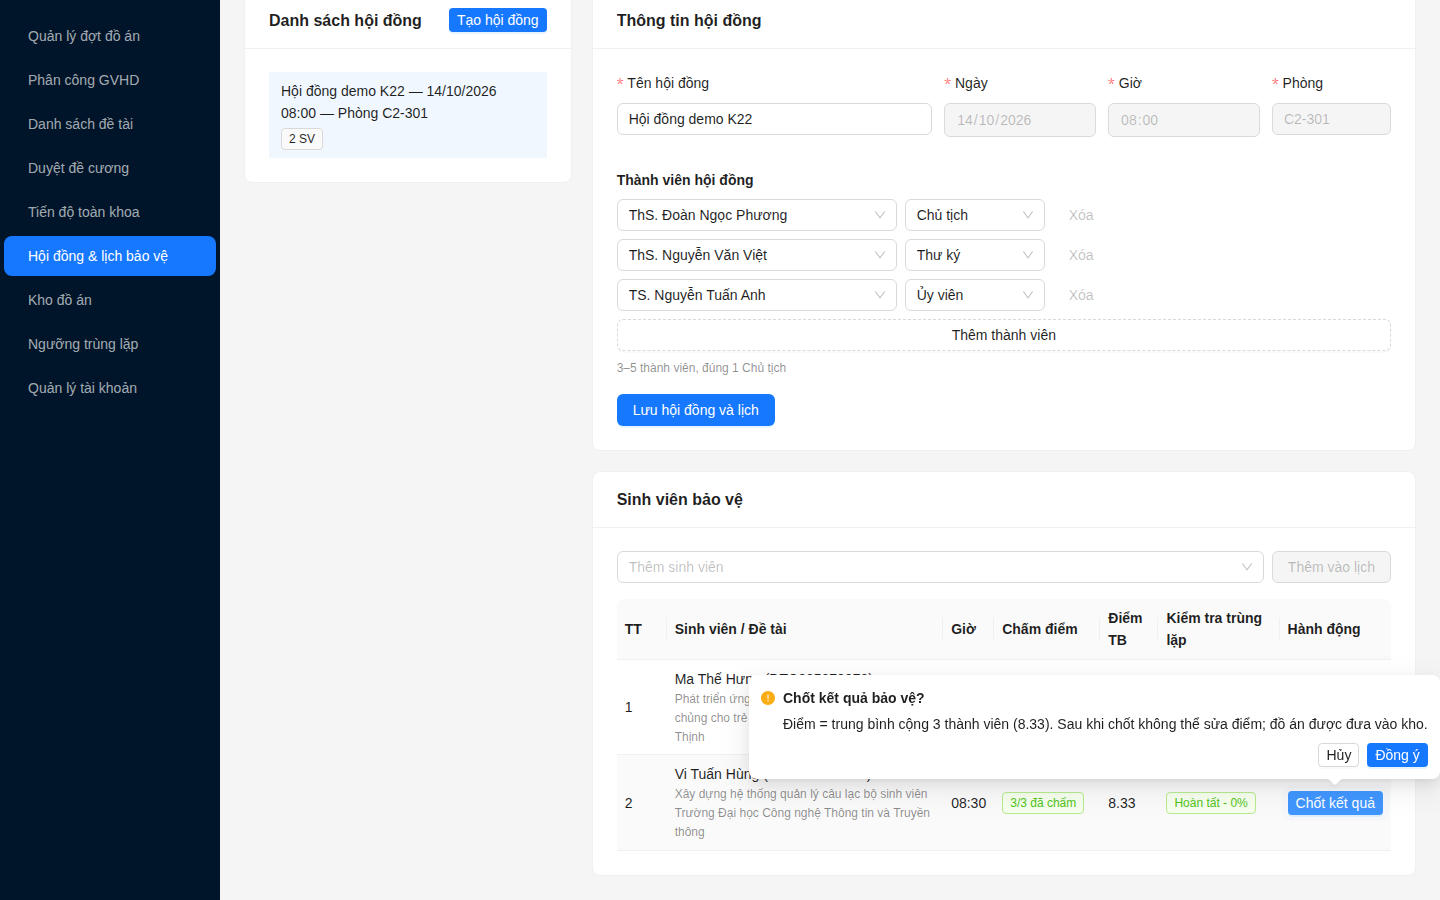 Quản lý đợt đồ án
Phân công GVHD
Danh sách đề tài
Duyệt đề cương
Tiến độ toàn khoa
Hội đồng & lịch bảo vệ
Kho đồ án
Ngưỡng trùng lặp
Quản lý tài khoản
Danh sách hội đồng
Tạo hội đồng
Hội đồng demo K22 — 14/10/2026
08:00 — Phòng C2-301
2 SV
Thông tin hội đồng
* Tên hội đồng
* Ngày
* Giờ
* Phòng
Hội đồng demo K22
14/10/2026
08:00
C2-301
Thành viên hội đồng
ThS. Đoàn Ngọc Phương
Chủ tịch
Xóa
ThS. Nguyễn Văn Việt
Thư ký
Xóa
TS. Nguyễn Tuấn Anh
Ủy viên
Xóa
Thêm thành viên
3–5 thành viên, đúng 1 Chủ tịch
Lưu hội đồng và lịch
Sinh viên bảo vệ
Thêm sinh viên
Thêm vào lịch
TT
Sinh viên / Đề tài
Giờ
Chấm điểm
Điểm
TB
Kiểm tra trùng
lặp
Hành động
1
Ma Thế
Phát triển ứng
chủng cho trẻ
Thịnh
Chốt kết quả bảo vệ?
Điểm = trung bình cộng 3 thành viên (8.33). Sau khi chốt không thể sửa điểm; đồ án được đưa vào kho.
Hủy
Đồng ý
2
Vi Tuấn Hùng
Xây dựng hệ thống quản lý câu lạc bộ sinh viên
Trường Đại học Công nghệ Thông tin và Truyền
thông
08:30
3/3 đã chấm
8.33
Hoàn tất - 0%
Chốt kết quả